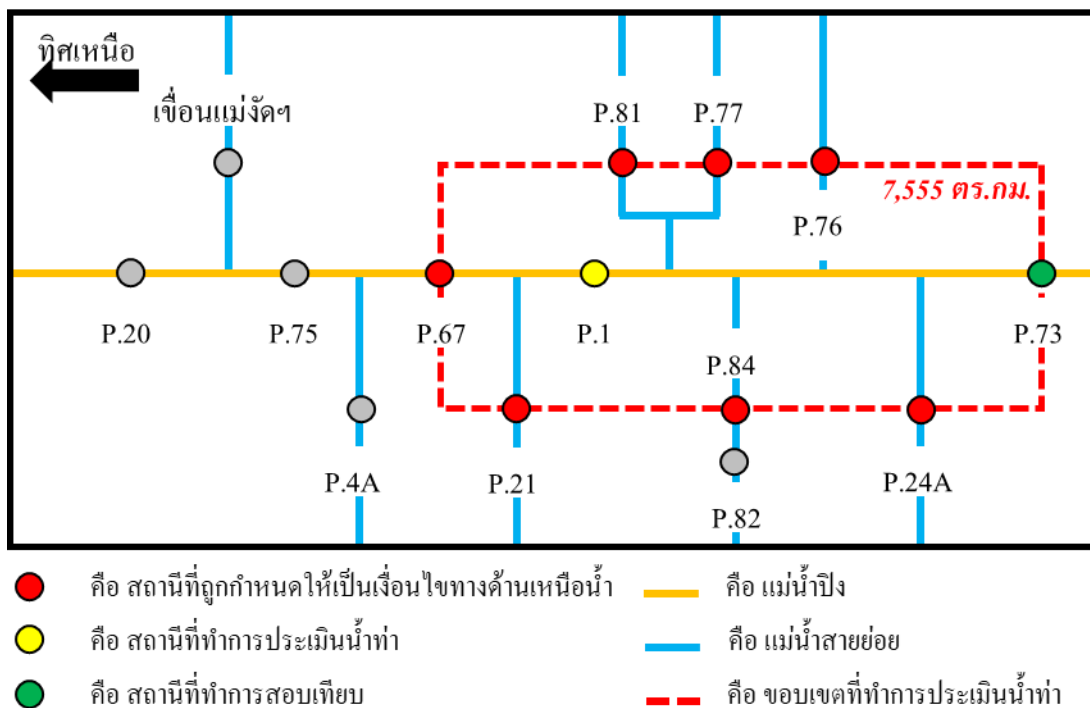 ทิศเหนือ
เขื่อนแม่งัดฯ
P.81
P.77
7,555 ตร.กม.
P.76
P.20
P.75
P.67
P.1
P.73
P.84
P.4A
P.21
P.24A
P.82
คือ สถานีที่ถูกกำหนดให้เป็นเงื่อนไขทางด้านเหนือน้ำ
คือ แม่น้ำปิง
คือ สถานีที่ทำการประเมินน้ำท่า
คือ แม่น้ำสายย่อย
คือ สถานีที่ทำการสอบเทียบ
คือ ขอบเขตที่ทำการประเมินน้ำท่า